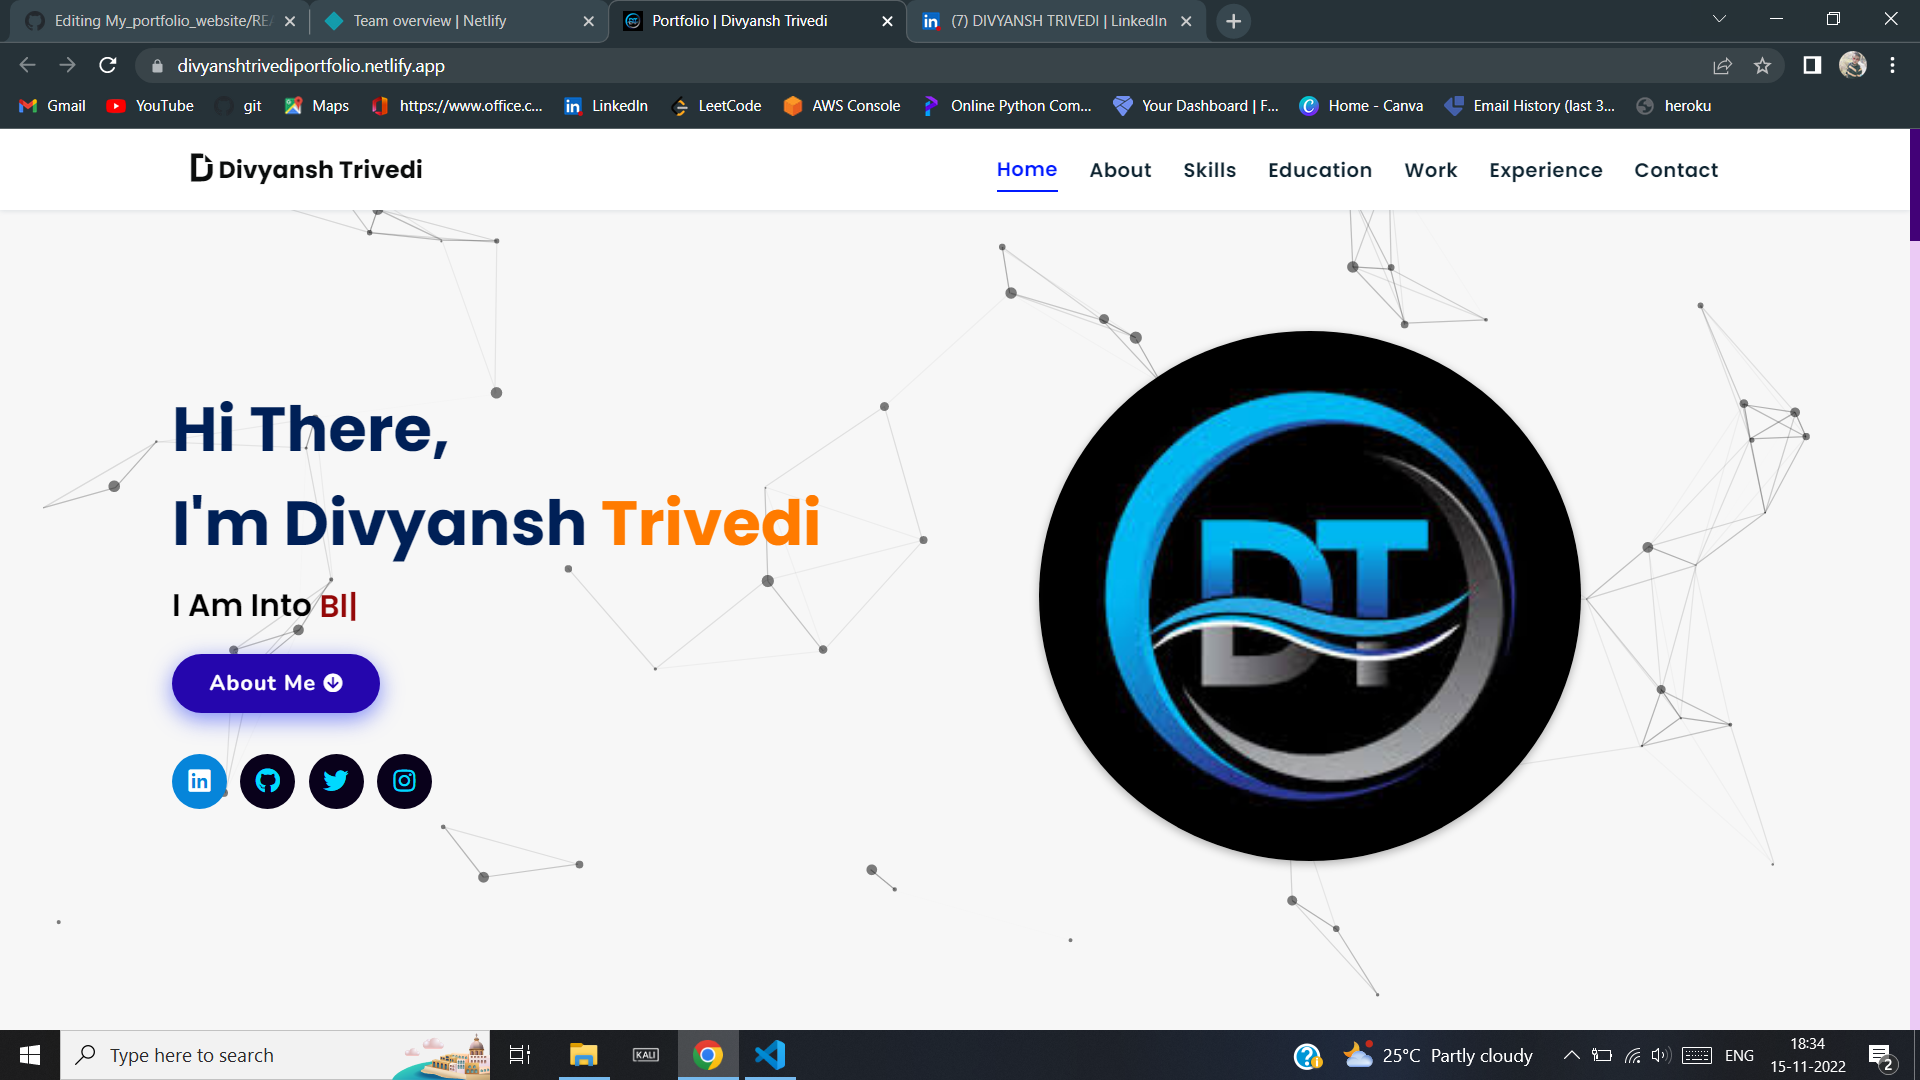 Editing My_portfolio_website/REA
Team overview | Netlify
Portfolio | Divyansh Trivedi
(7) DIVYANSH TRIVEDI | LinkedIn
divyanshtrivediportfolio.netlify.app
Gmail
YouTube
git
Maps
https://www.office.c...
LinkedIn
LeetCode
AWS Console
Online Python Com...
Your Dashboard | F...
Home - Canva
Email History (last 3...
heroku
Divyansh Trivedi
Home
About
Skills
Education
Work
Experience
Contact
Hi There,
I'm Divyansh Trivedi
I Am Into Bl|
About Me
DT
Type here to search
KALI
25°C Partly cloudy
ENG
18:34
15-11-2022
2